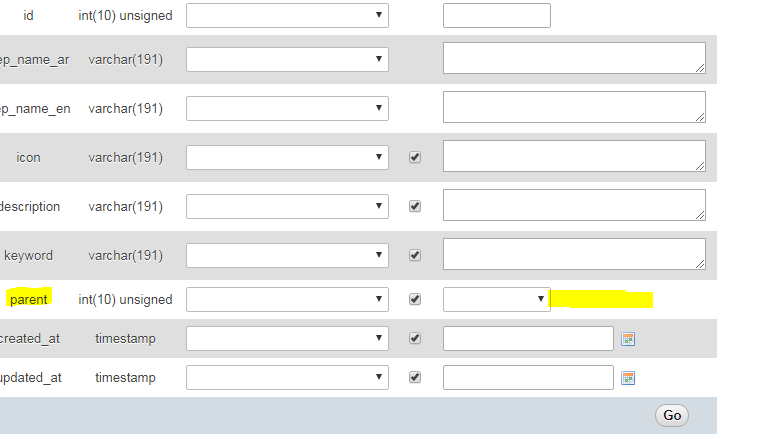 id int(10) unsigned
ep_name_ar varchar(191)
ep_name_en varchar(191)
icon varchar(191)
description varchar(191)
keyword varchar(191)
parent int(10) unsigned
created_at timestamp
updated_at timestamp
Go